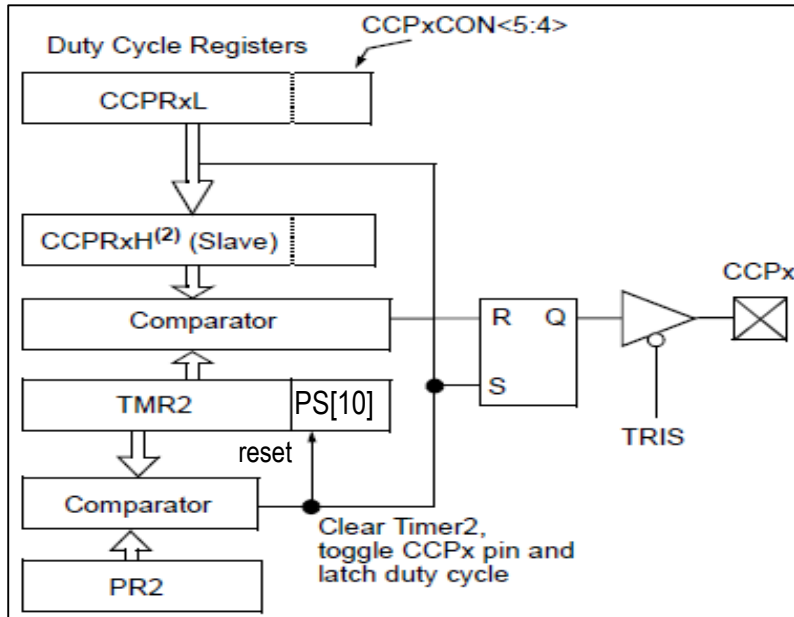 CCPxCON<5:4>
Duty Cycle Registers
CCPRxL
CCPRxH(2) (Slave)
CCPx
Comparator
R Q
S
TMR2 PS[10]
TRIS
reset
Comparator
Clear Timer2,
toggle CCPx pin and
latch duty cycle
PR2